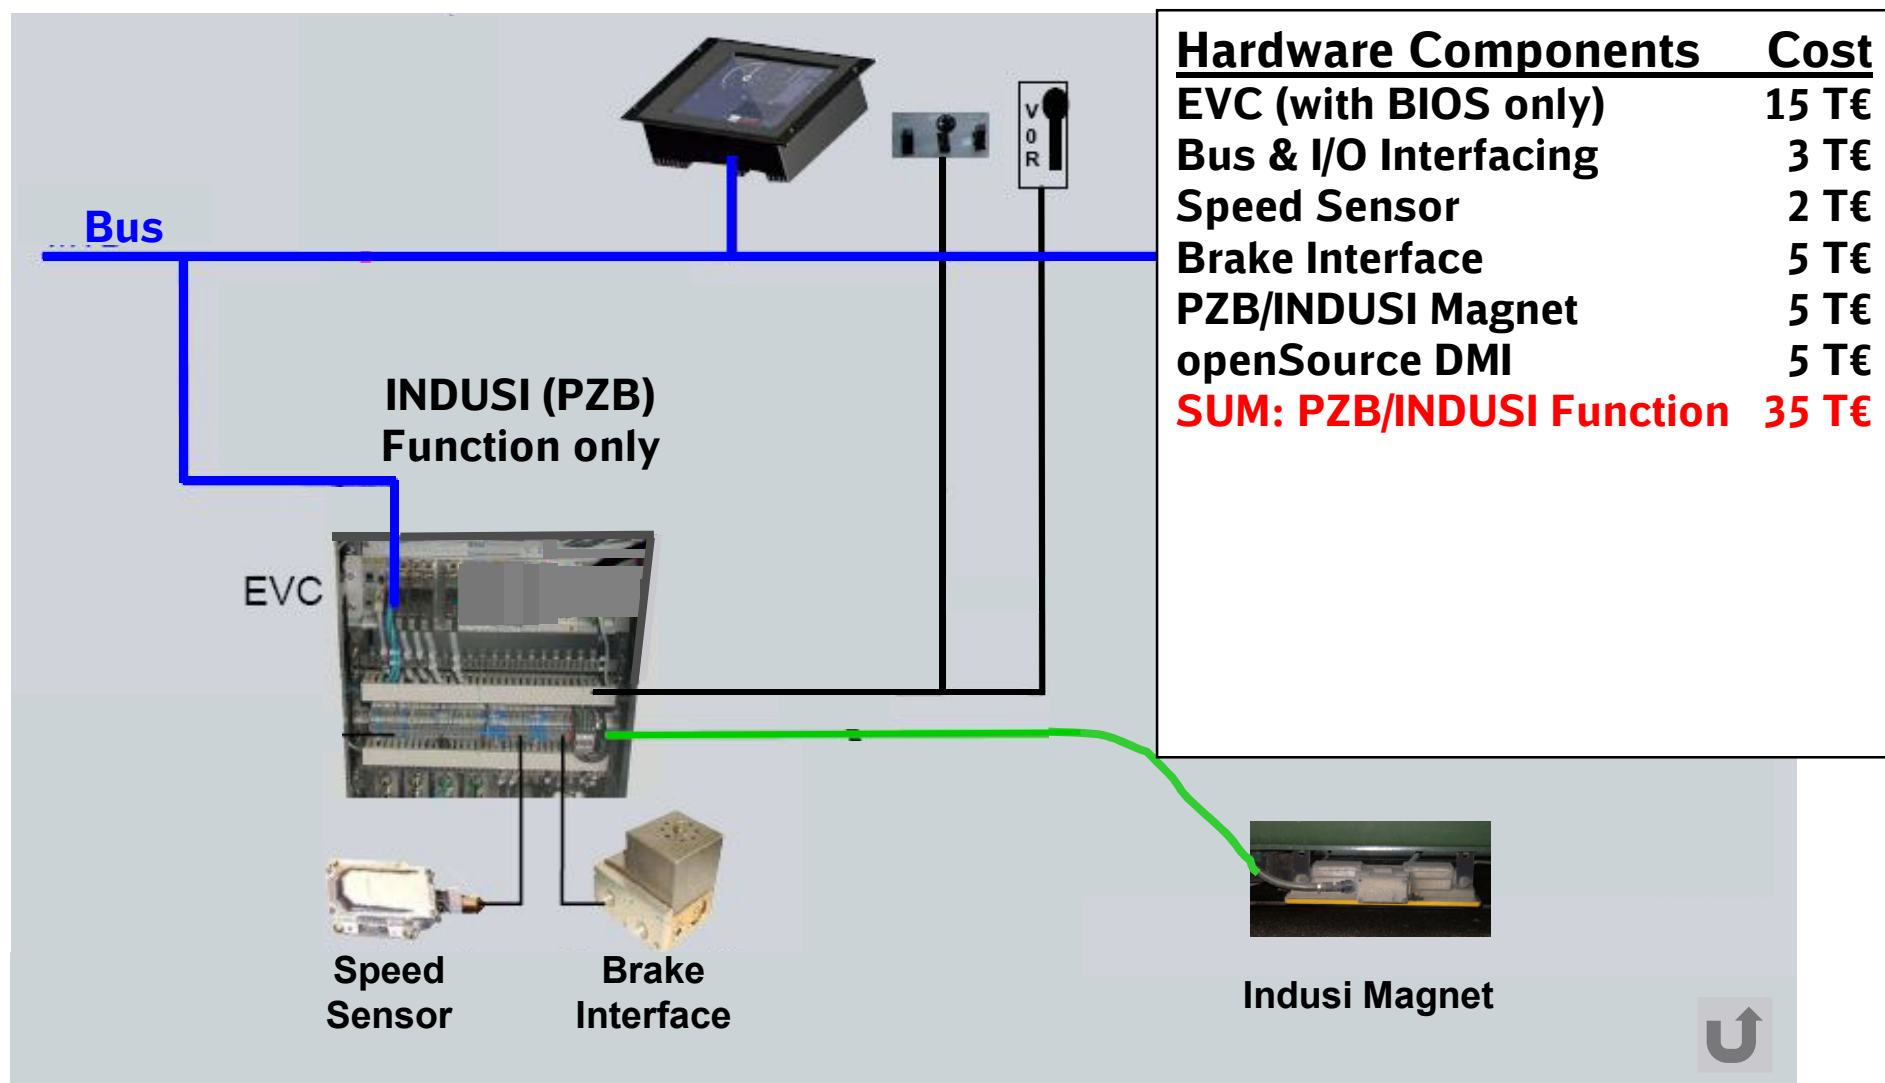 Hardware Components Cost
EVC (with BIOS only) 15 T€
Bus & I/O Interfacing 3 T€
Speed Sensor 2 T€
Brake Interface 5 T€
PZB/INDUSI Magnet 5 T€
openSource DMI 5 T€
SUM: PZB/INDUSI Function 35 T€
V
0
R
Bus
INDUSI (PZB)
Function only
EVC
Speed
Sensor
Brake
Interface
Indusi Magnet